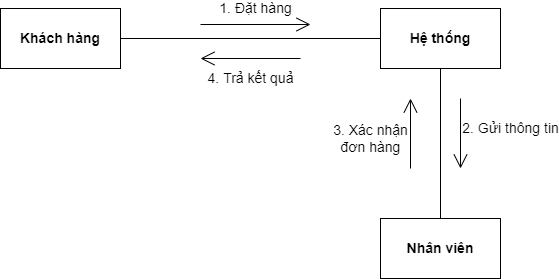 1. Đặt hàng
Khách hàng
Hệ thống
4. Trả kết quả
3. Xác nhận
đơn hàng
2. Gửi thông tin
Nhân viên